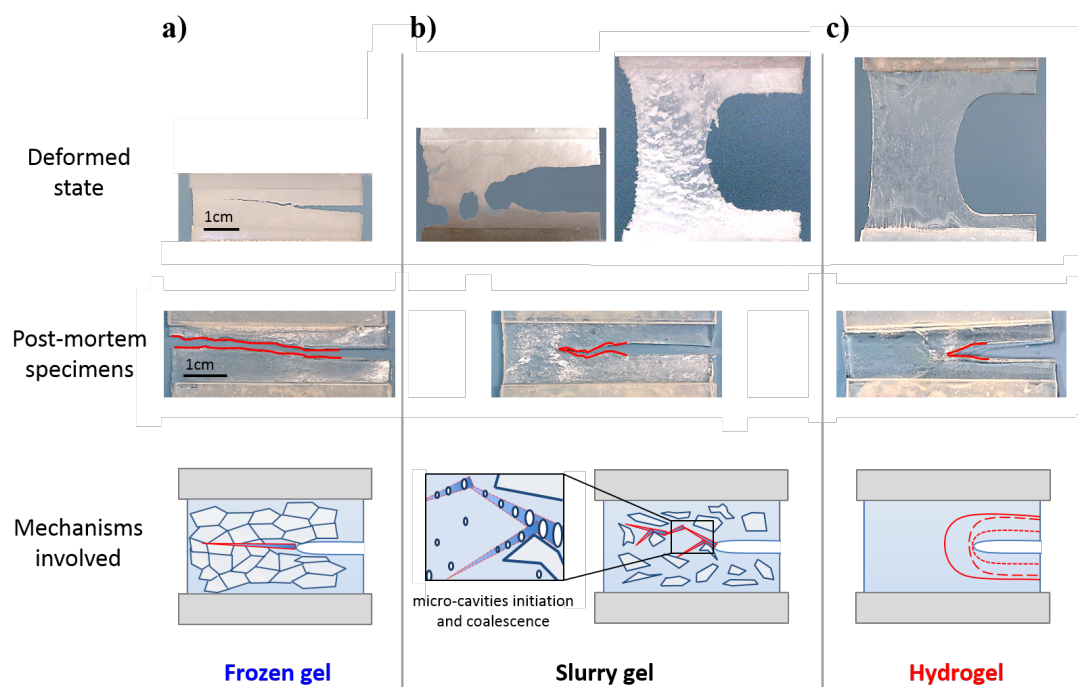 a)
b)
c)
Deformed
state
1cm
Post-mortem
specimens
1cm
Mechanisms
involved
micro-cavities initiation
and coalescence
Frozen gel
Slurry gel
Hydrogel